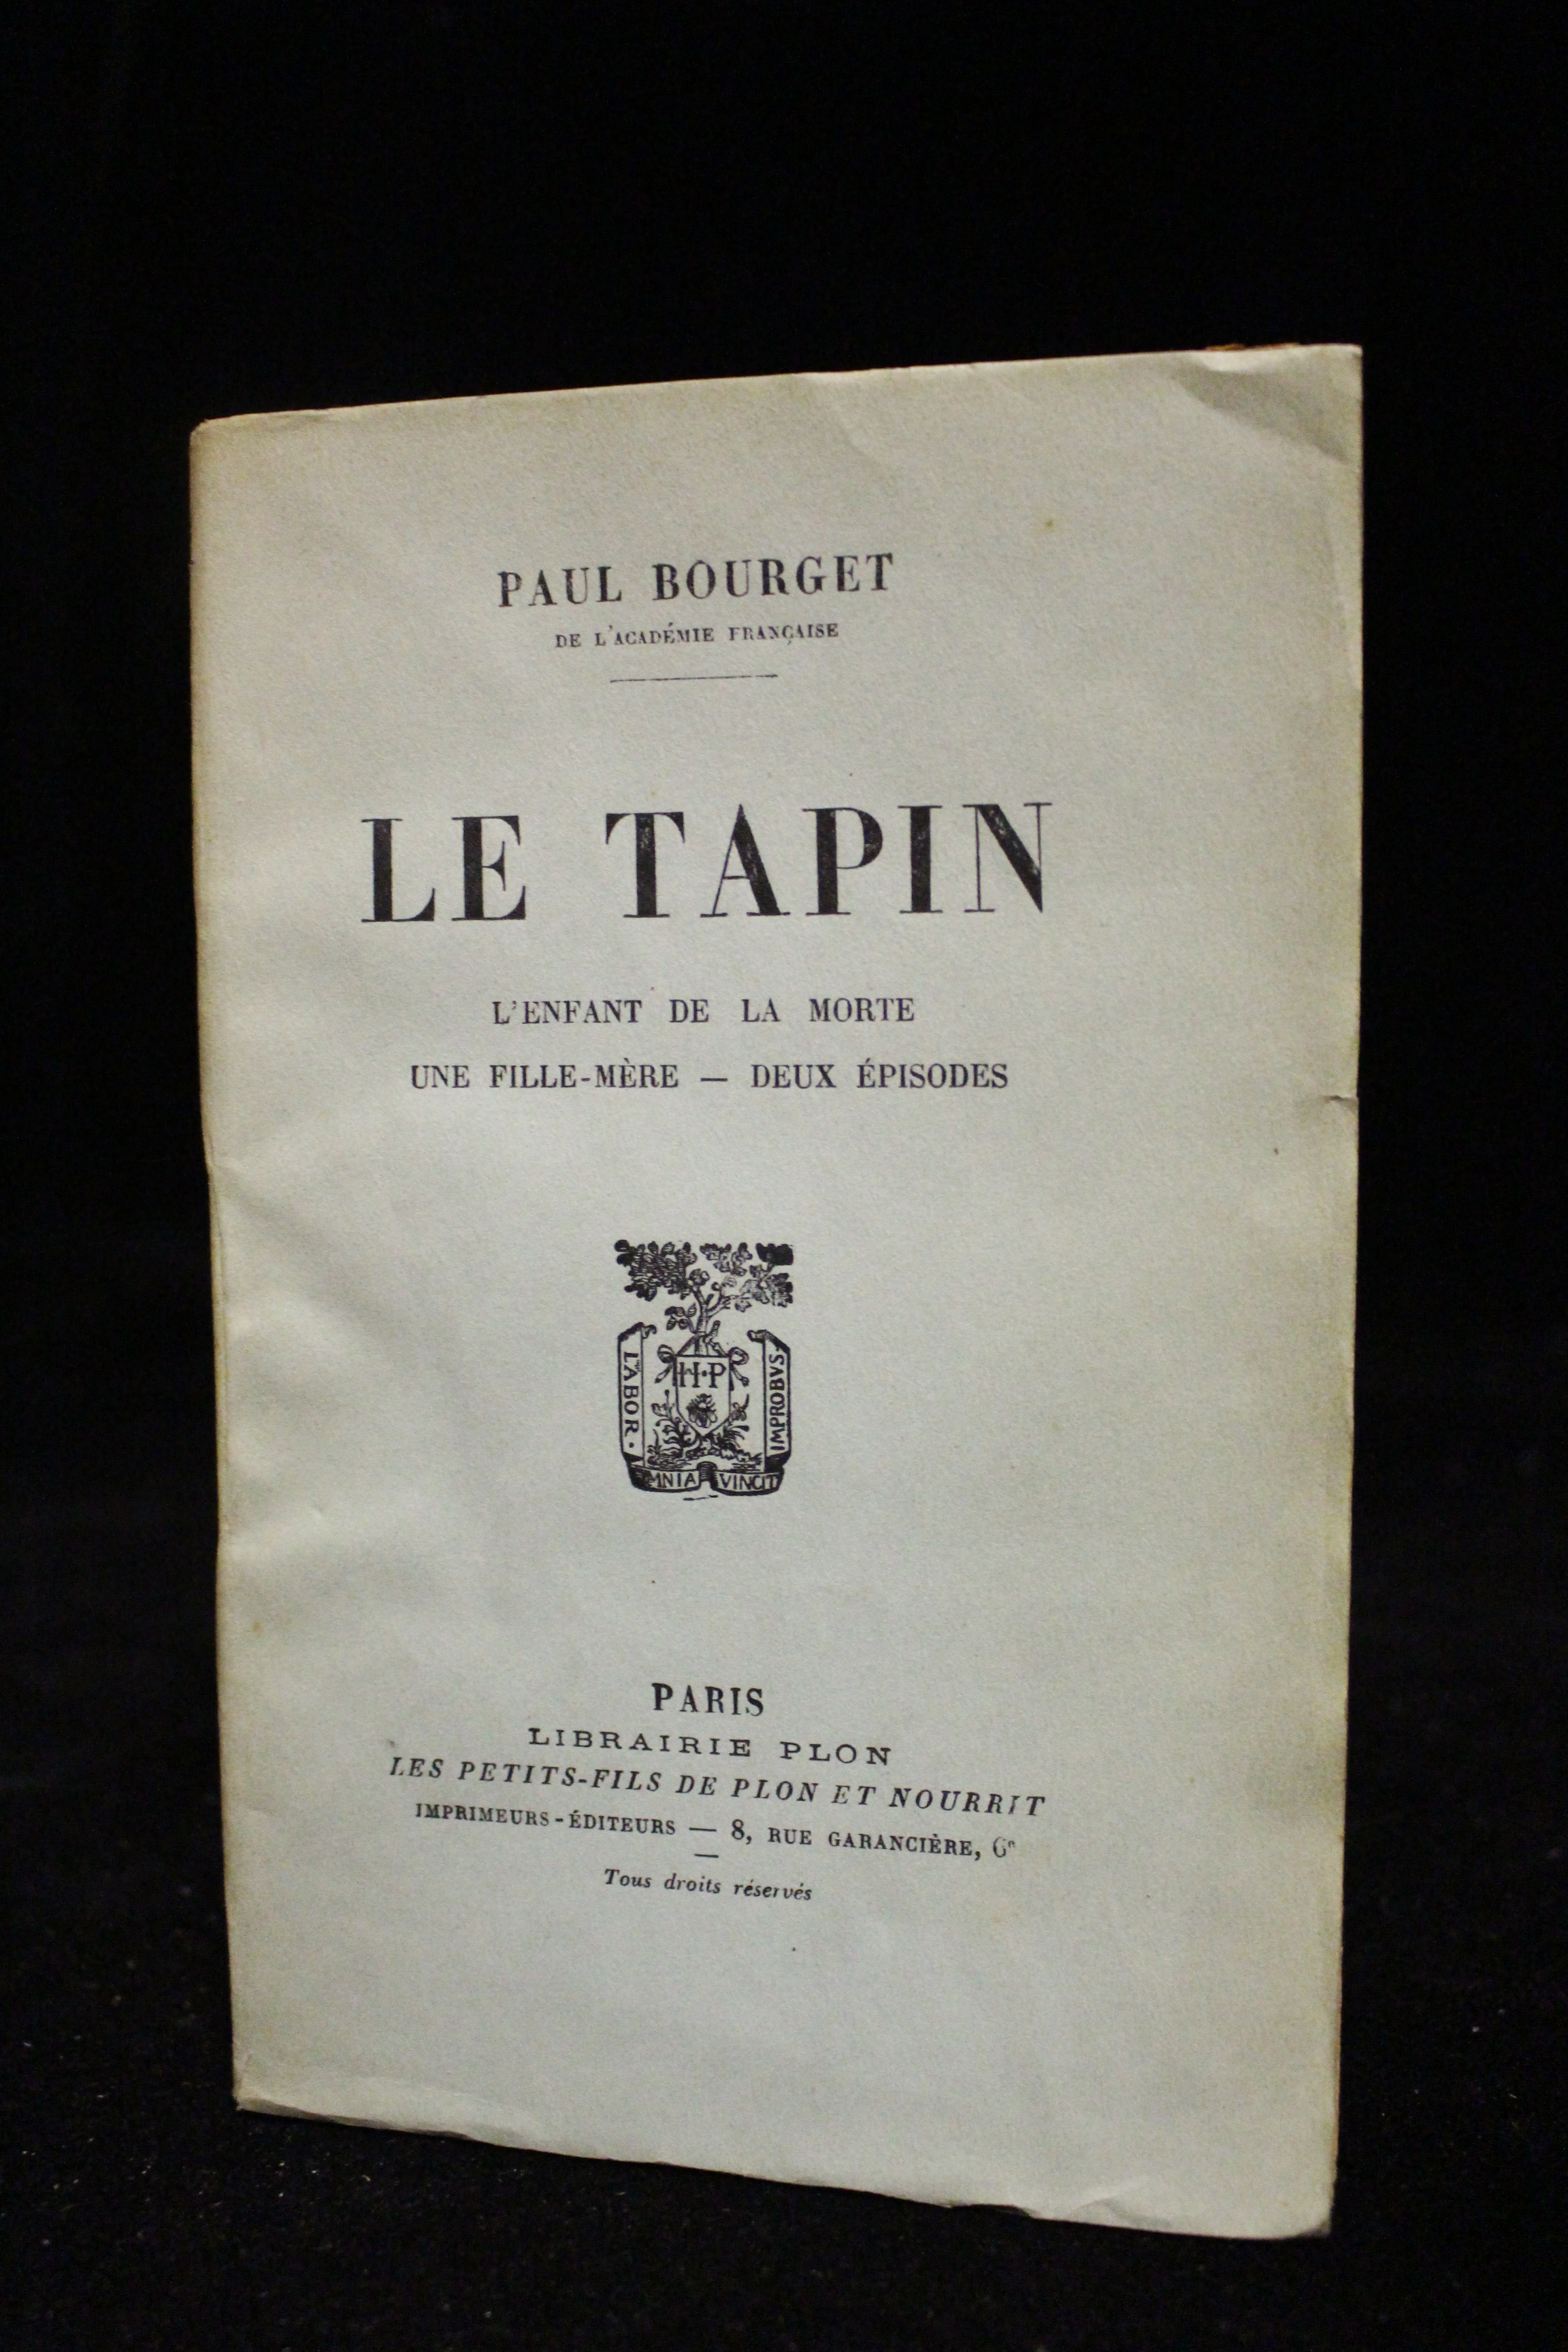 PAUL BOURGET
DE L'ACADÉMIE FRANÇAISE
LE TAPIN
L'ENFANT DE LA MORTE
UNE FILLE-MÈRE — DEUX ÉPISODES
LABOR.
H.P
IMPROBVS.
OMNIA VINCIT
PARIS
LIBRAIRIE PLON
LES PETITS-FILS DE PLON ET NOURRIT
IMPRIMEURS-ÉDITEURS — 8, RUE GARANCIÈRE, 6ᵉ
Tous droits réservés